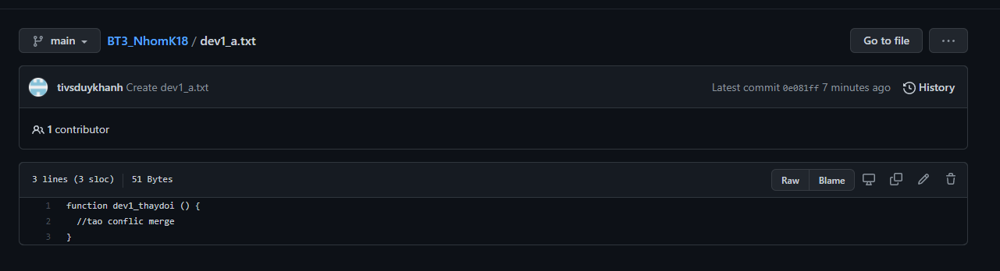 main BT3_NhomK18 / dev1_a.txt Go to file ...
tivsduykhanh Create dev1_a.txt Latest commit 0e081ff 7 minutes ago History
1 contributor
3 lines (3 sloc) 51 Bytes Raw Blame
1 function dev1_thaydoi () {
2 //tao conflic merge
3 }